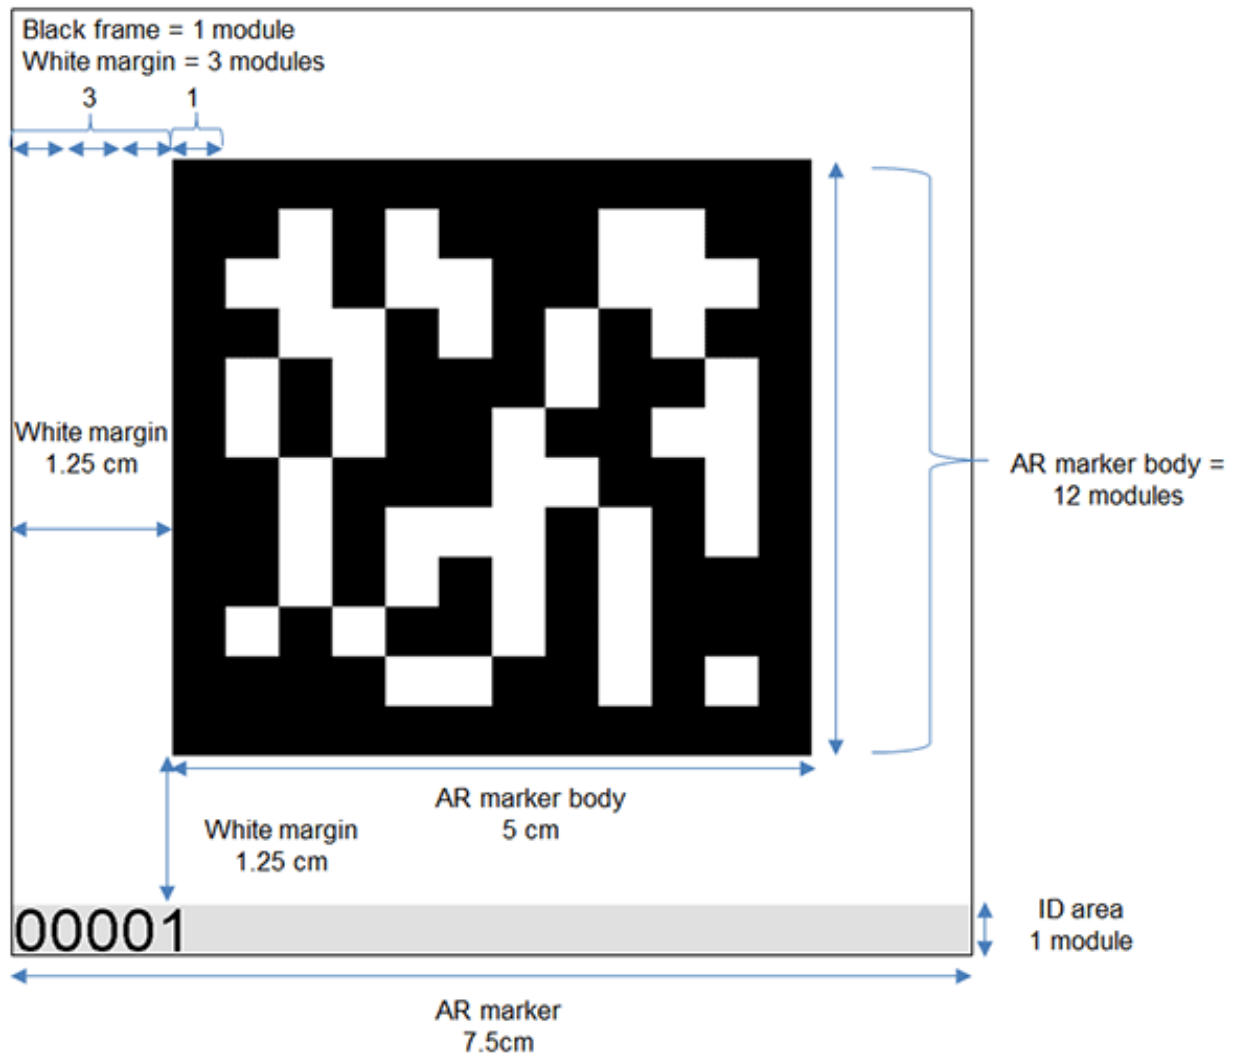 Black frame = 1 module
White margin = 3 modules
3
1
White margin
1.25 cm
AR marker body =
12 modules
AR marker body
5 cm
White margin
1.25 cm
00001
ID area
1 module
AR marker
7.5cm